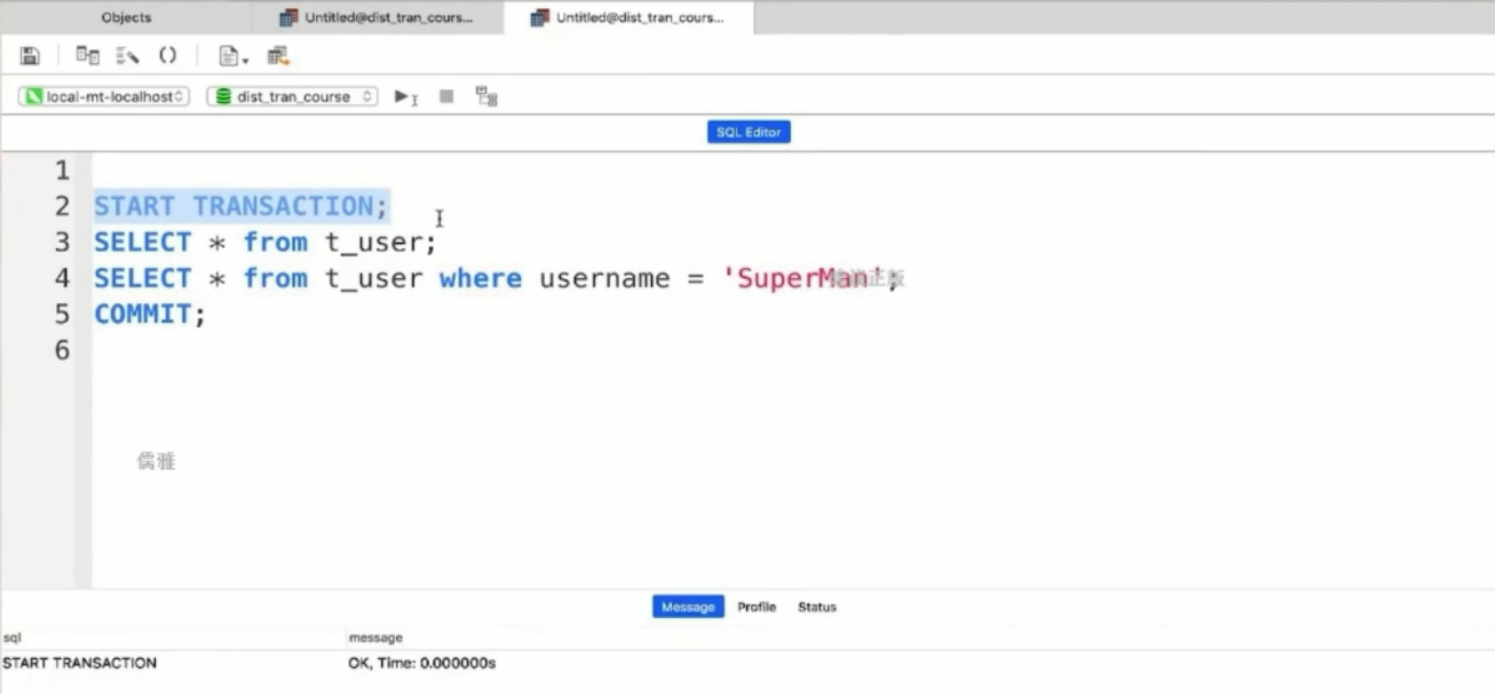 Objects Untitled@dist_tran_cours... Untitled@dist_tran_cours...
local-mt-localhost dist_tran_course
SQL Editor
1
2 START TRANSACTION;
3 SELECT * from t_user;
4 SELECT * from t_user where username = 'SuperMan';
正版
5 COMMIT;
6
儒雅
Message Profile Status
sql message
START TRANSACTION OK, Time: 0.000000s